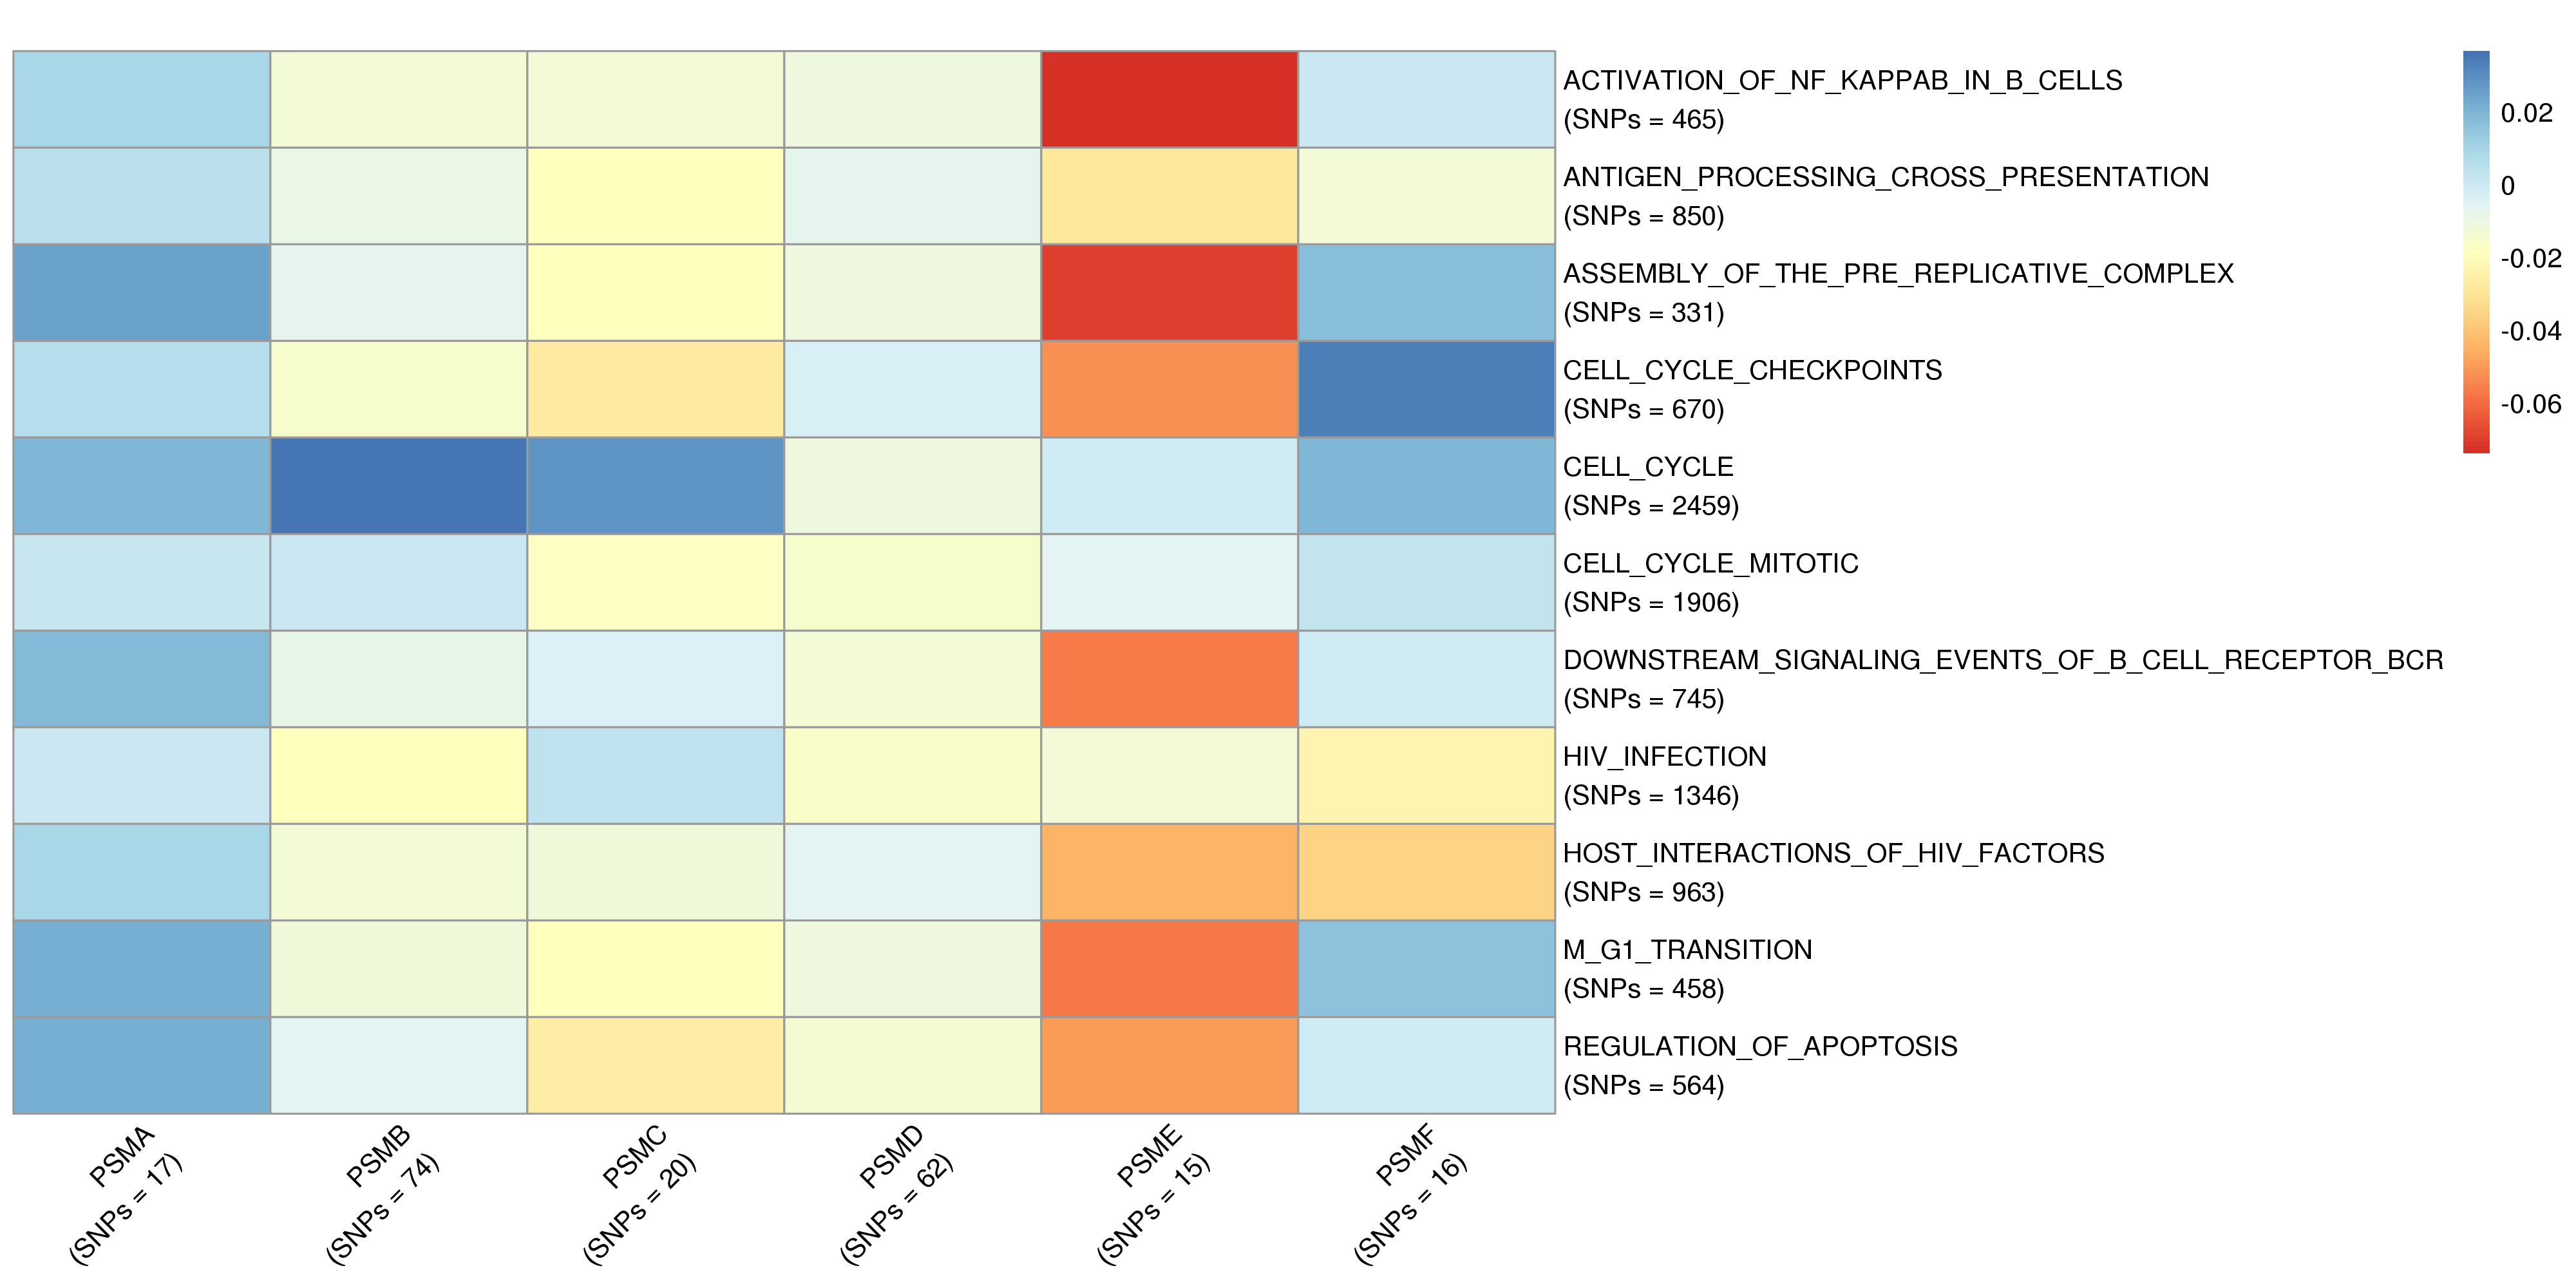 ACTIVATION_OF_NF_KAPPAB_IN_B_CELLS
(SNPs = 465)
ANTIGEN_PROCESSING_CROSS_PRESENTATION
(SNPs = 850)
ASSEMBLY_OF_THE_PRE_REPLICATIVE_COMPLEX
(SNPs = 331)
CELL_CYCLE_CHECKPOINTS
(SNPs = 670)
CELL_CYCLE
(SNPs = 2459)
CELL_CYCLE_MITOTIC
(SNPs = 1906)
DOWNSTREAM_SIGNALING_EVENTS_OF_B_CELL_RECEPTOR_BCR
(SNPs = 745)
HIV_INFECTION
(SNPs = 1346)
HOST_INTERACTIONS_OF_HIV_FACTORS
(SNPs = 963)
M_G1_TRANSITION
(SNPs = 458)
REGULATION_OF_APOPTOSIS
(SNPs = 564)
0.02
0
-0.02
-0.04
-0.06
PSMA
(SNPs = 17)
PSMB
(SNPs = 74)
PSMC
(SNPs = 20)
PSMD
(SNPs = 62)
PSME
(SNPs = 15)
PSMF
(SNPs = 16)